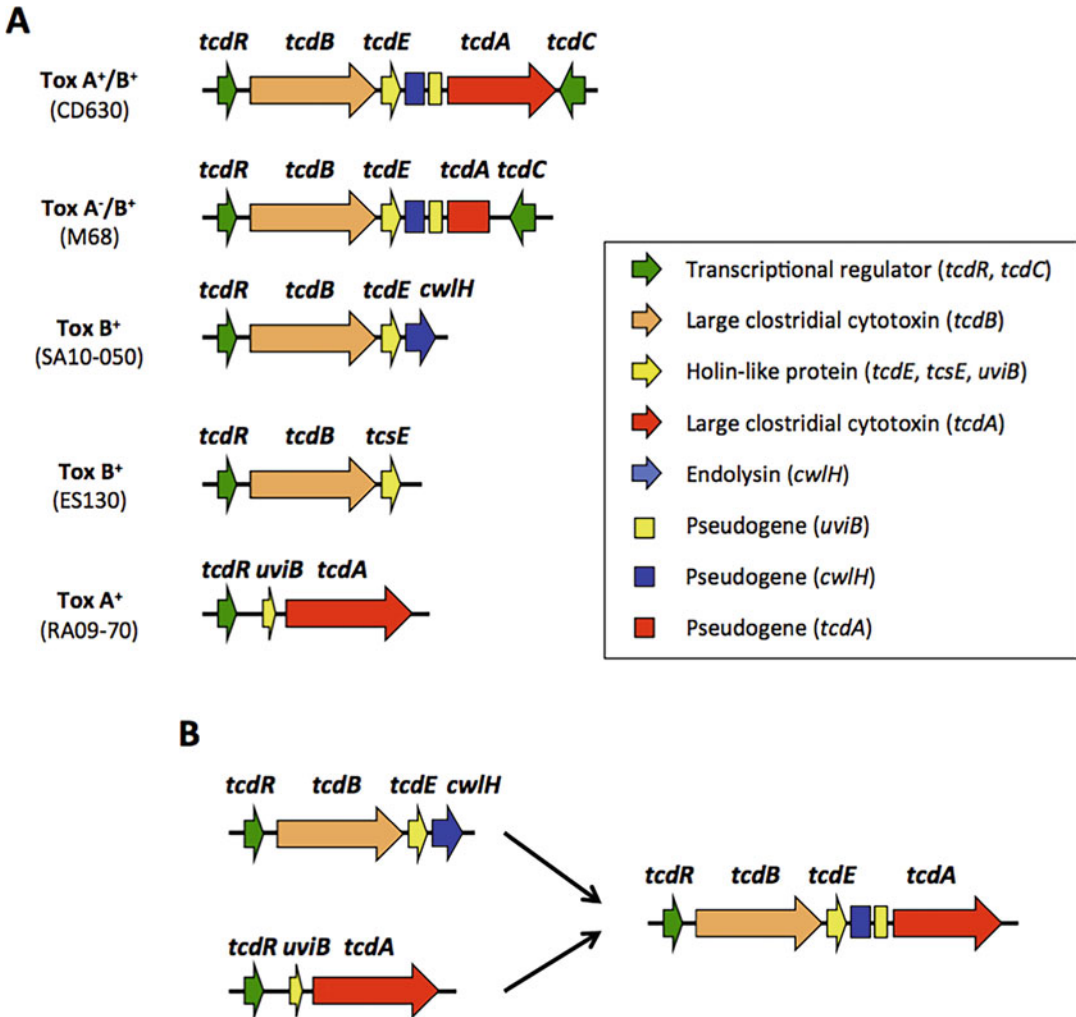 A
tcdR tcdB tcdE tcdA tcdC
Tox A⁺/B⁺
(CD630)
tcdR tcdB tcdE tcdA tcdC
Tox A⁻/B⁺
(M68)
tcdR tcdB tcdE cwlH
Tox B⁺
(SA10-050)
tcdR tcdB tcsE
Tox B⁺
(ES130)
tcdR uviB tcdA
Tox A⁺
(RA09-70)
Transcriptional regulator (tcdR, tcdC)
Large clostridial cytotoxin (tcdB)
Holin-like protein (tcdE, tcsE, uviB)
Large clostridial cytotoxin (tcdA)
Endolysin (cwlH)
Pseudogene (uviB)
Pseudogene (cwlH)
Pseudogene (tcdA)
B
tcdR tcdB tcdE cwlH
tcdR uviB tcdA
tcdR tcdB tcdE tcdA